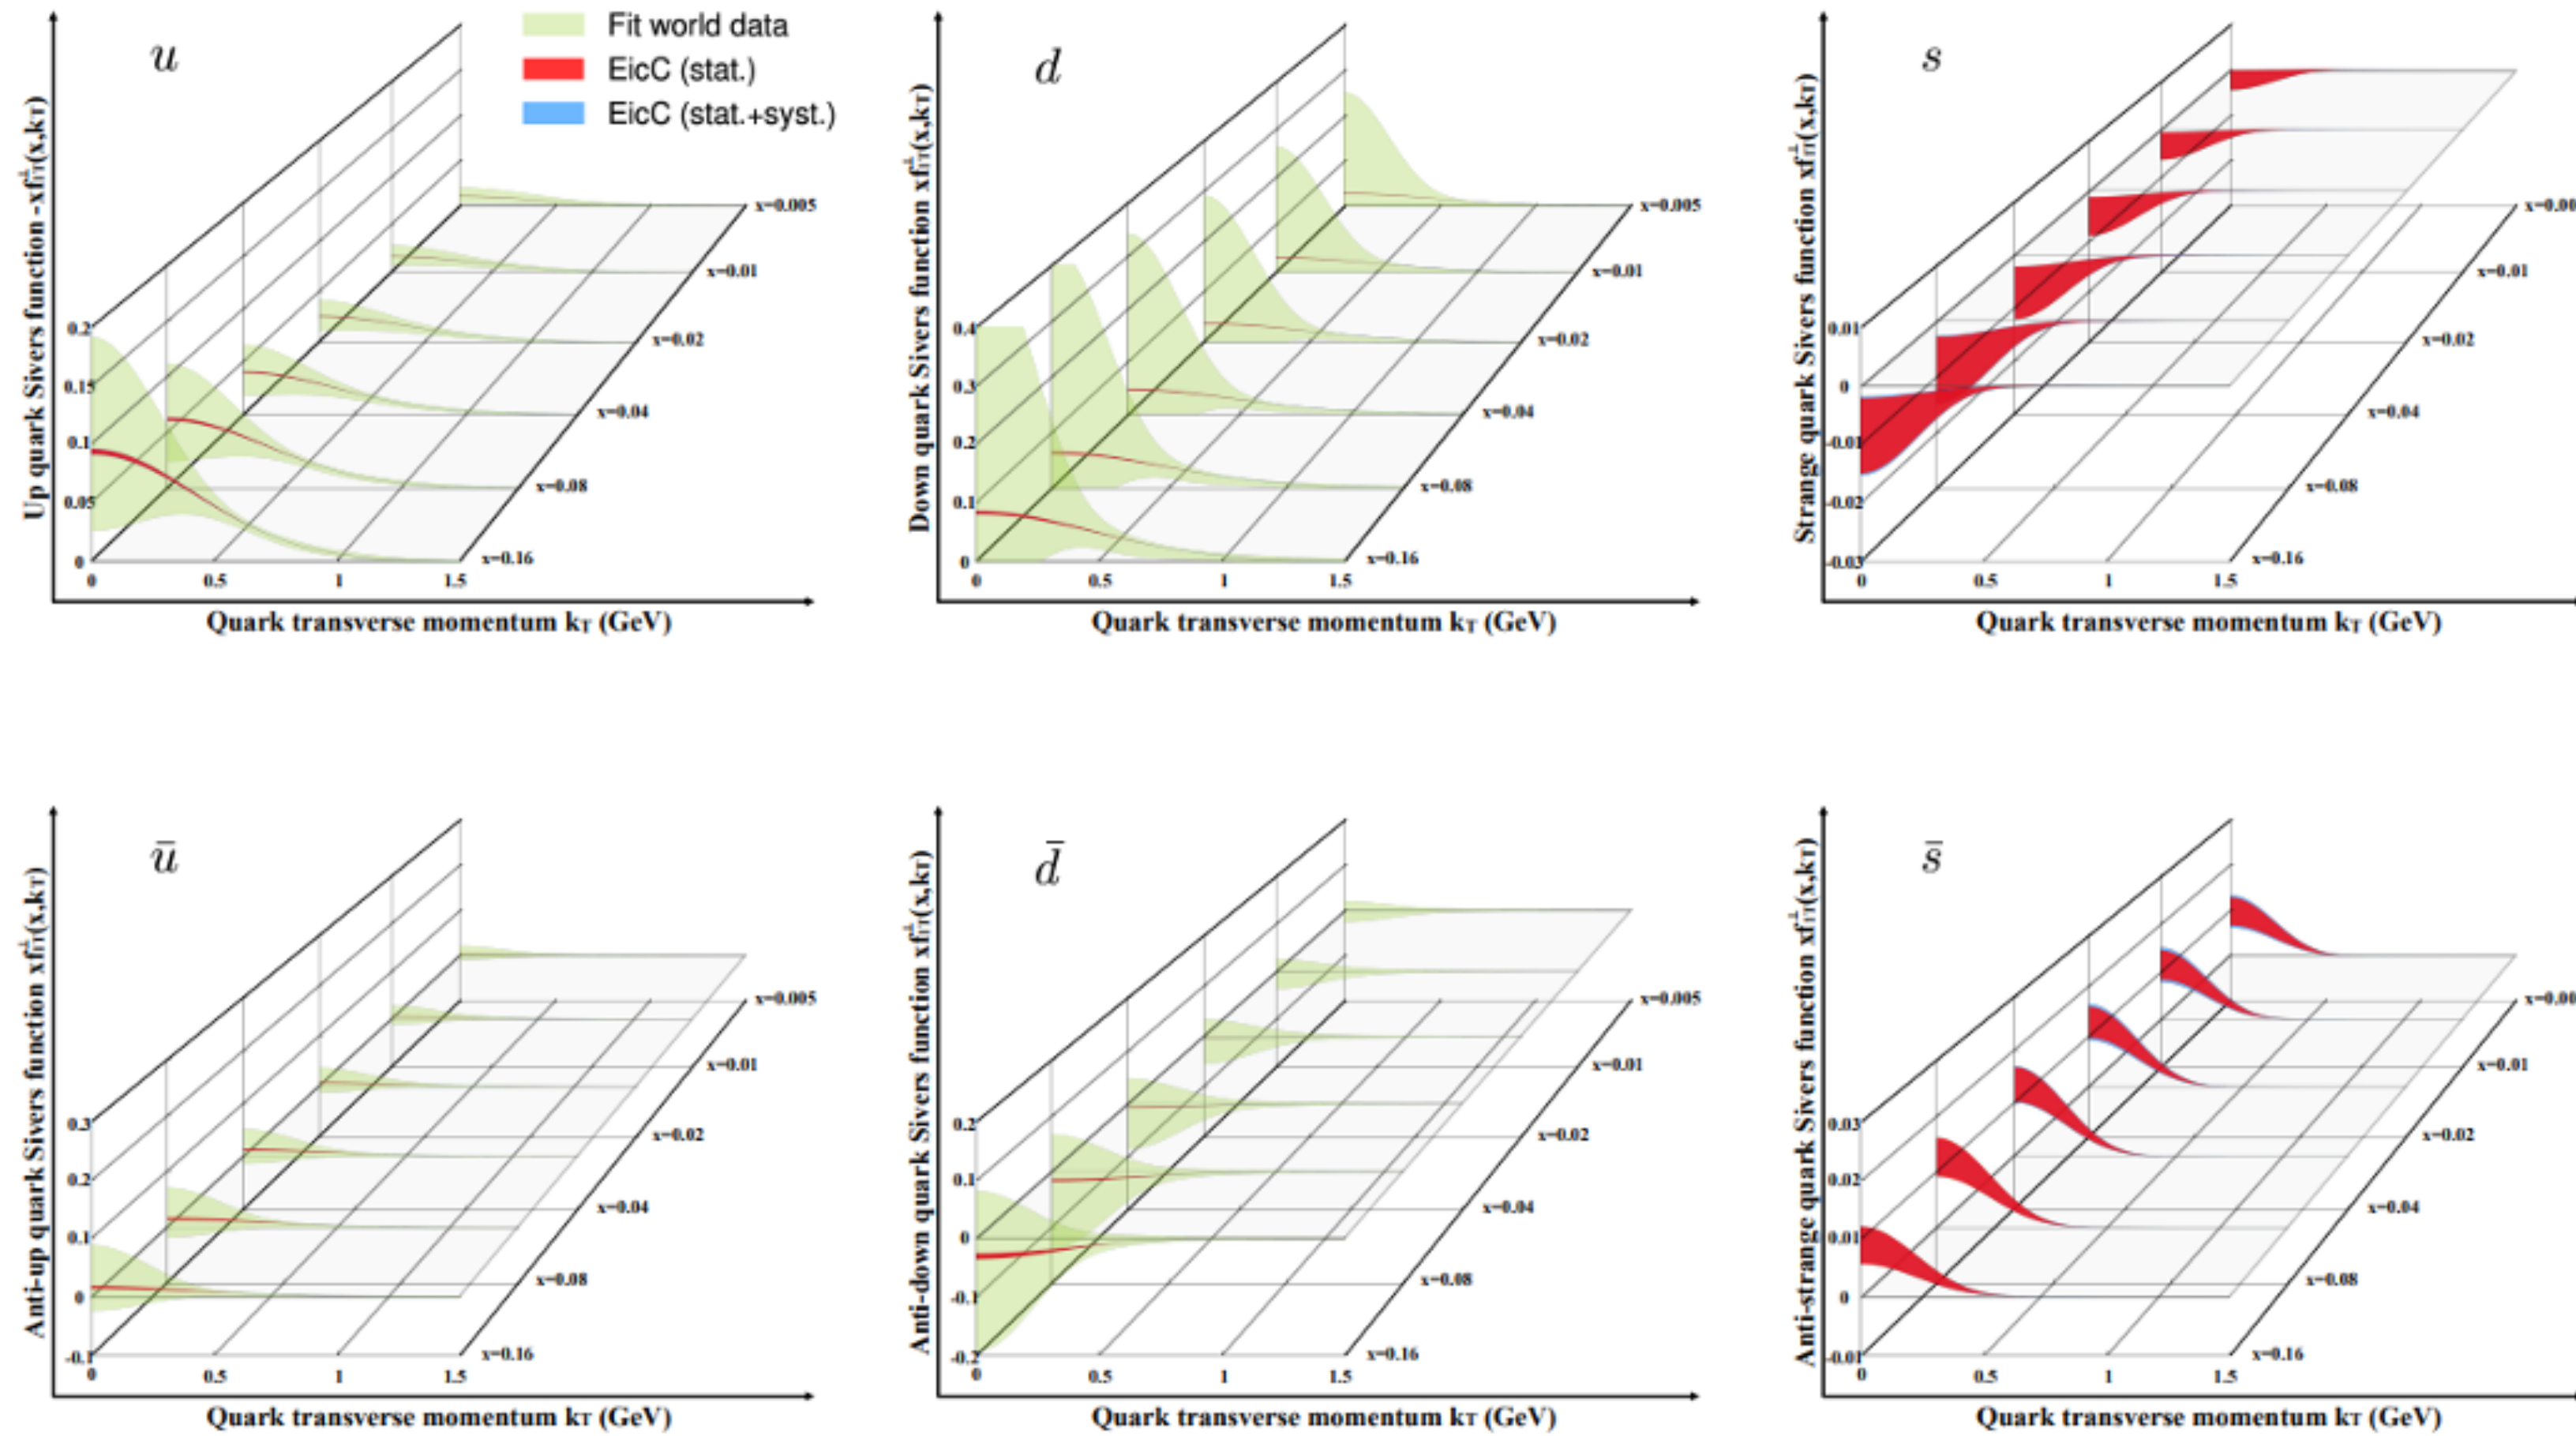 u
Fit world data
EicC (stat.)
EicC (stat.+syst.)
Up quark Sivers function -xf⊥1T(x,kT)
0.2
0.15
0.1
0.05
0
0
0.5
1
1.5
x=0.005
x=0.01
x=0.02
x=0.04
x=0.08
x=0.16
Quark transverse momentum kT (GeV)
d
Down quark Sivers function xf⊥1T(x,kT)
0.4
0.3
0.2
0.1
0
0
0.5
1
1.5
x=0.005
x=0.01
x=0.02
x=0.04
x=0.08
x=0.16
Quark transverse momentum kT (GeV)
s
Strange quark Sivers function xf⊥1T(x,kT)
0.01
0
-0.01
-0.02
-0.03
0
0.5
1
1.5
x=0.00
x=0.01
x=0.02
x=0.04
x=0.08
x=0.16
Quark transverse momentum kT (GeV)
ū
Anti-up quark Sivers function xf⊥1T(x,kT)
0.3
0.2
0.1
0
-0.1
0
0.5
1
1.5
x=0.005
x=0.01
x=0.02
x=0.04
x=0.08
x=0.16
Quark transverse momentum kT (GeV)
d̄
Anti-down quark Sivers function xf⊥1T(x,kT)
0.2
0.1
0
-0.1
-0.2
0
0.5
1
1.5
x=0.005
x=0.01
x=0.02
x=0.04
x=0.08
x=0.16
Quark transverse momentum kT (GeV)
s̄
Anti-strange quark Sivers function xf⊥1T(x,kT)
0.03
0.02
0.01
0
-0.01
0
0.5
1
1.5
x=0.00
x=0.01
x=0.02
x=0.04
x=0.08
x=0.16
Quark transverse momentum kT (GeV)